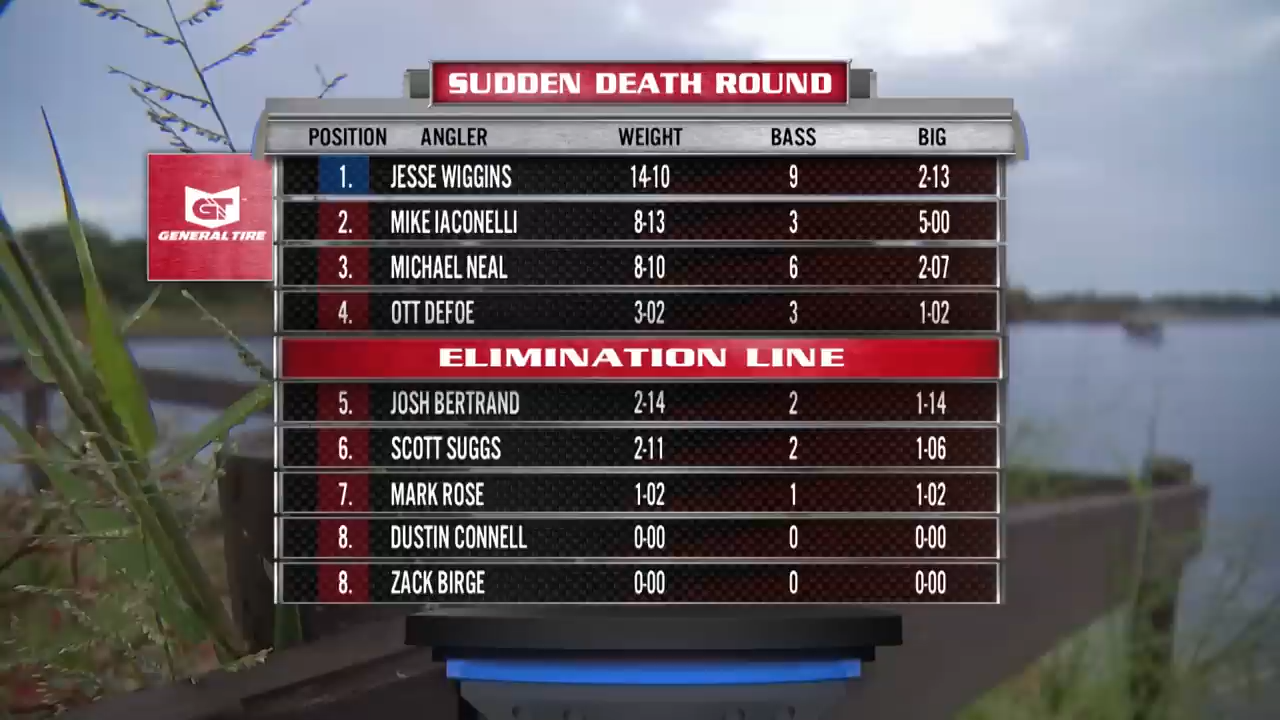 SUDDEN DEATH ROUND
POSITION ANGLER WEIGHT BASS BIG
1. JESSE WIGGINS 14-10 9 2-13
GT
GENERAL TIRE
2. MIKE IACONELLI 8-13 3 5-00
3. MICHAEL NEAL 8-10 6 2-07
4. OTT DEFOE 3-02 3 1-02
ELIMINATION LINE
5. JOSH BERTRAND 2-14 2 1-14
6. SCOTT SUGGS 2-11 2 1-06
7. MARK ROSE 1-02 1 1-02
8. DUSTIN CONNELL 0-00 0 0-00
8. ZACK BIRGE 0-00 0 0-00